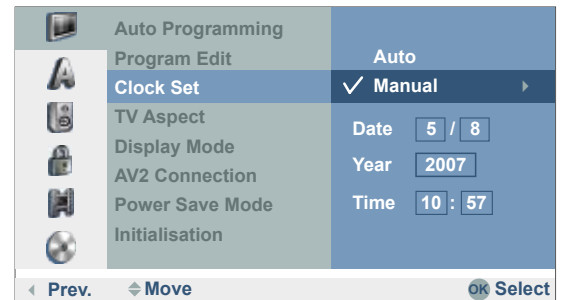 Auto Programming
Program Edit
Clock Set
TV Aspect
Display Mode
AV2 Connection
Power Save Mode
Initialisation
Auto
✓ Manual
Date 5 / 8
Year 2007
Time 10 : 57
Prev.
Move
OK Select